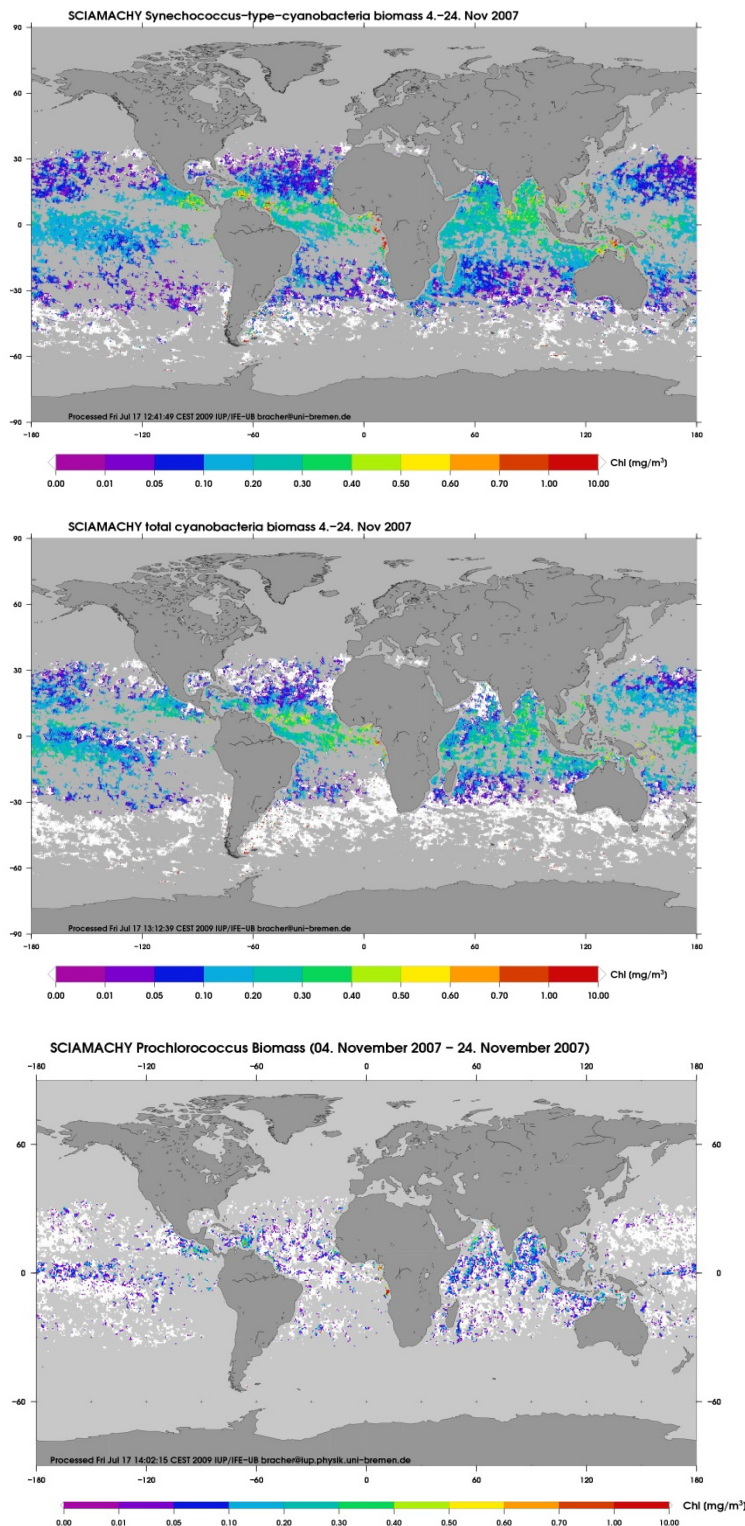 SCIAMACHY Synechococcus-type-cyanobacteria biomass 4.-24. Nov 2007
90
60
30
0
-30
-60
-90
Processed Fri Jul 17 12:41:49 CEST 2009 IUP/IFE-UB bracher@uni-bremen.de
-180 -120 -60 0 60 120 180
Chl (mg/m³)
0.00 0.01 0.05 0.10 0.20 0.30 0.40 0.50 0.60 0.70 1.00 10.00
SCIAMACHY total cyanobacteria biomass 4.-24. Nov 2007
90
60
30
0
-30
-60
-90
Processed Fri Jul 17 13:12:39 CEST 2009 IUP/IFE-UB bracher@uni-bremen.de
-180 -120 -60 0 60 120 180
Chl (mg/m³)
0.00 0.01 0.05 0.10 0.20 0.30 0.40 0.50 0.60 0.70 1.00 10.00
SCIAMACHY Prochlorococcus Biomass (04. November 2007 - 24. November 2007)
-180 -120 -60 0 60 120 180
60 60
0 0
-60 -60
Processed Fri Jul 17 14:02:15 CEST 2009 IUP/IFE-UB bracher@iup.physik.uni-bremen.de
-180 -120 -60 0 60 120 180
Chl (mg/m³)
0.00 0.01 0.05 0.10 0.20 0.30 0.40 0.50 0.60 0.70 1.00 10.00